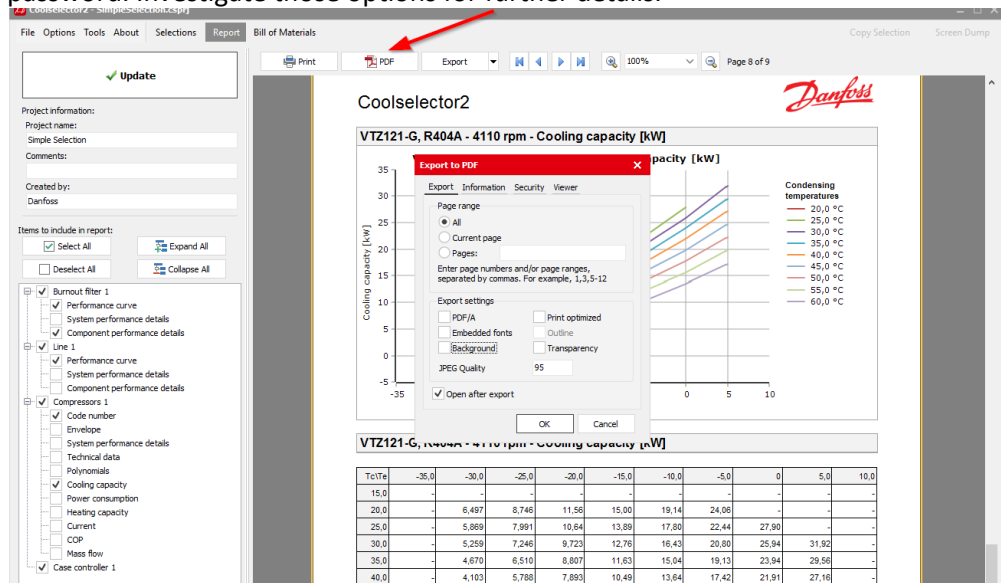 password. Investigate those options for further details.
Coolselector2 - SimpleSelection.csprj
File Options Tools About Selections Report Bill of Materials Copy Selection Screen Dump
Print PDF Export 100% Page 8 of 9
Update
Project information:
Project name:
Simple Selection
Comments:
Created by:
Danfoss
Items to include in report:
Select All Expand All
Deselect All Collapse All
Burnout filter 1
Performance curve
System performance details
Component performance details
Line 1
Performance curve
System performance details
Component performance details
Compressors 1
Code number
Envelope
System performance details
Technical data
Polynomials
Cooling capacity
Power consumption
Heating capacity
Current
COP
Mass flow
Case controller 1
Coolselector2
Danfoss
VTZ121-G, R404A - 4110 rpm - Cooling capacity [kW]
pacity [kW]
Cooling capacity [kW]
35
30
25
20
15
10
5
0
-5
-35 0 5 10
Condensing
temperatures
20,0 °C
25,0 °C
30,0 °C
35,0 °C
40,0 °C
45,0 °C
50,0 °C
55,0 °C
60,0 °C
Export to PDF
Export Information Security Viewer
Page range
All
Current page
Pages:
Enter page numbers and/or page ranges,
separated by commas. For example, 1,3,5-12
Export settings
PDF/A Print optimized
Embedded fonts Outline
Background Transparency
JPEG Quality 95
Open after export
OK Cancel
VTZ121-G, R404A - 4110 rpm - Cooling capacity [kW]
Tc\Te -35,0 -30,0 -25,0 -20,0 -15,0 -10,0 -5,0 0 5,0 10,0
15,0 - - - - - - - - - -
20,0 - 6,497 8,746 11,56 15,00 19,14 24,06 - - -
25,0 - 5,869 7,991 10,64 13,89 17,80 22,44 27,90 - -
30,0 - 5,259 7,246 9,723 12,76 16,43 20,80 25,94 31,92 -
35,0 - 4,670 6,510 8,807 11,63 15,04 19,13 23,94 29,56 -
40,0 - 4,103 5,788 7,893 10,49 13,64 17,42 21,91 27,16 -